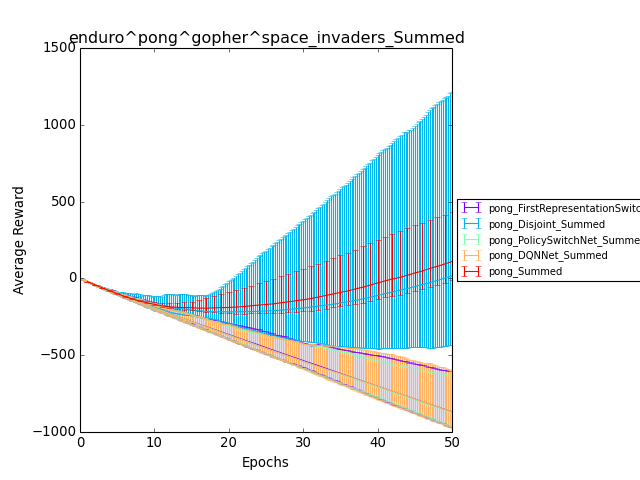 enduro^pong^gopher^space_invaders_Summed
1500
1000
500
0
−500
−1000
0 10 20 30 40 50
Average Reward
Epochs
pong_FirstRepresentationSwitc
pong_Disjoint_Summed
pong_PolicySwitchNet_Summe
pong_DQNNet_Summed
pong_Summed